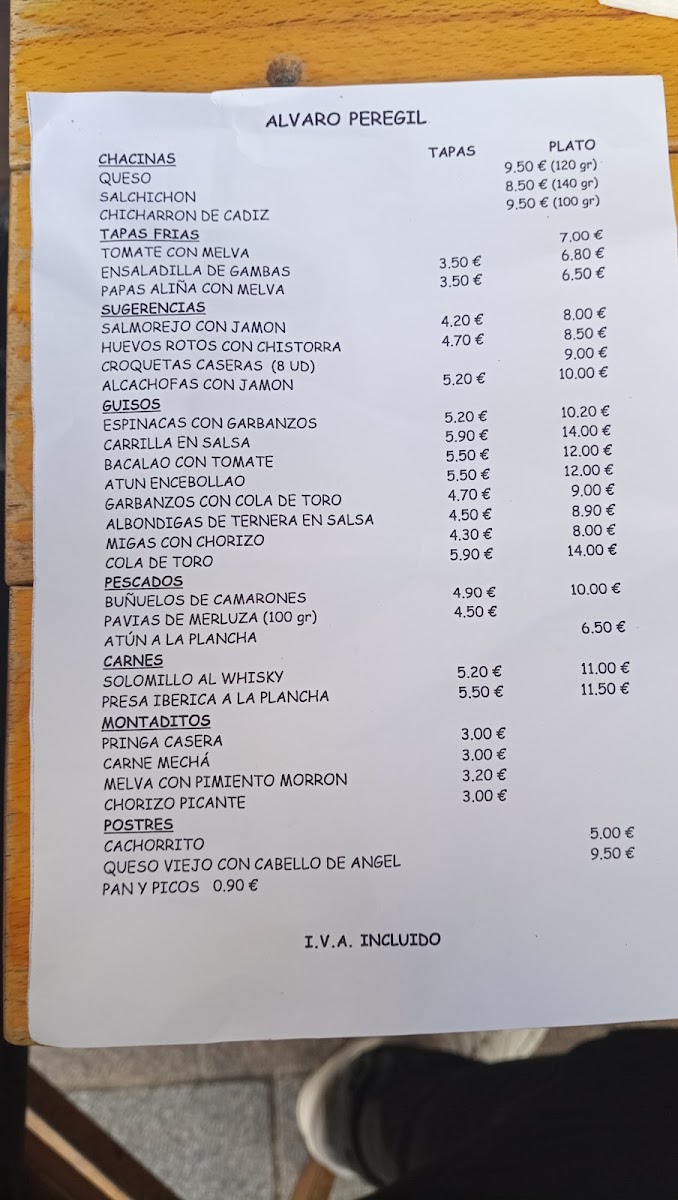 ALVARO PEREGIL
CHACINAS TAPAS PLATO
QUESO 9.50 € (120 gr)
SALCHICHON 8.50 € (140 gr)
CHICHARRON DE CADIZ 9.50 € (100 gr)
TAPAS FRIAS
TOMATE CON MELVA 7.00 €
ENSALADILLA DE GAMBAS 3.50 € 6.80 €
PAPAS ALIÑA CON MELVA 3.50 € 6.50 €
SUGERENCIAS
SALMOREJO CON JAMON 4.20 € 8.00 €
HUEVOS ROTOS CON CHISTORRA 4.70 € 8.50 €
CROQUETAS CASERAS (8 UD) 9.00 €
ALCACHOFAS CON JAMON 5.20 € 10.00 €
GUISOS
ESPINACAS CON GARBANZOS 5.20 € 10.20 €
CARRILLA EN SALSA 5.90 € 14.00 €
BACALAO CON TOMATE 5.50 € 12.00 €
ATUN ENCEBOLLAO 5.50 € 12.00 €
GARBANZOS CON COLA DE TORO 4.70 € 9.00 €
ALBONDIGAS DE TERNERA EN SALSA 4.50 € 8.90 €
MIGAS CON CHORIZO 4.30 € 8.00 €
COLA DE TORO 5.90 € 14.00 €
PESCADOS
BUÑUELOS DE CAMARONES 4.90 € 10.00 €
PAVIAS DE MERLUZA (100 gr) 4.50 €
ATÚN A LA PLANCHA 6.50 €
CARNES
SOLOMILLO AL WHISKY 5.20 € 11.00 €
PRESA IBERICA A LA PLANCHA 5.50 € 11.50 €
MONTADITOS
PRINGA CASERA 3.00 €
CARNE MECHÁ 3.00 €
MELVA CON PIMIENTO MORRON 3.20 €
CHORIZO PICANTE 3.00 €
POSTRES
CACHORRITO 5.00 €
QUESO VIEJO CON CABELLO DE ANGEL 9.50 €
PAN Y PICOS 0.90 €
I.V.A. INCLUIDO